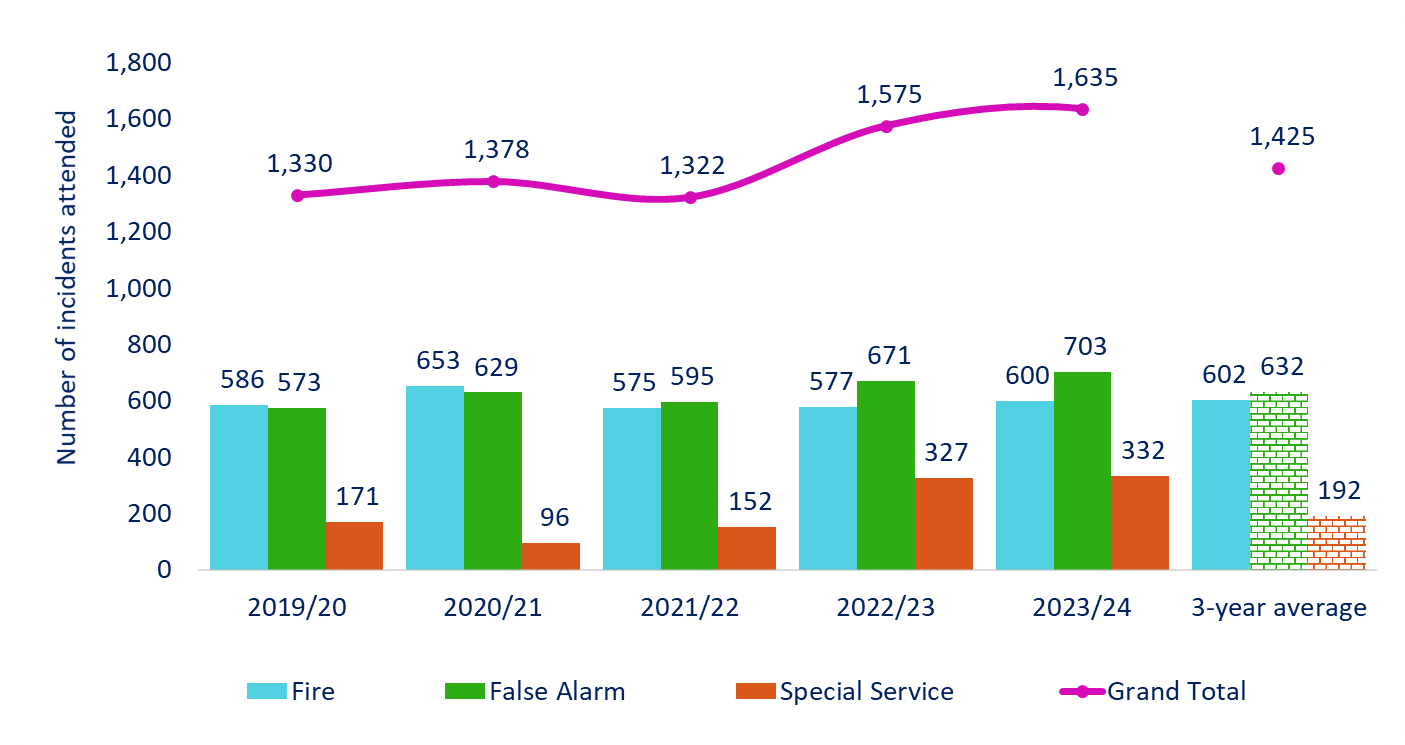 1,800
1,600
1,400
1,200
1,000
800
600
400
200
0
Number of incidents attended
1,330
1,378
1,322
1,575
1,635
1,425
586 573 171
653 629 96
575 595 152
577 671 327
600 703 332
602 632 192
2019/20 2020/21 2021/22 2022/23 2023/24 3-year average
Fire False Alarm Special Service Grand Total